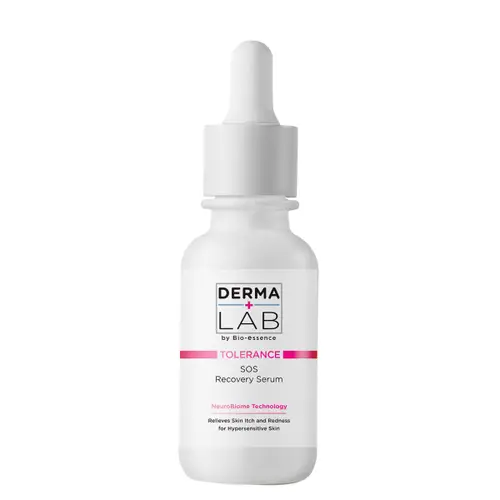 DERMA
+
LAB
by Bio-essence
TOLERANCE
SOS
Recovery Serum
NeuroBiome Technology
Relieves Skin Itch and Redness
for Hypersensitive Skin